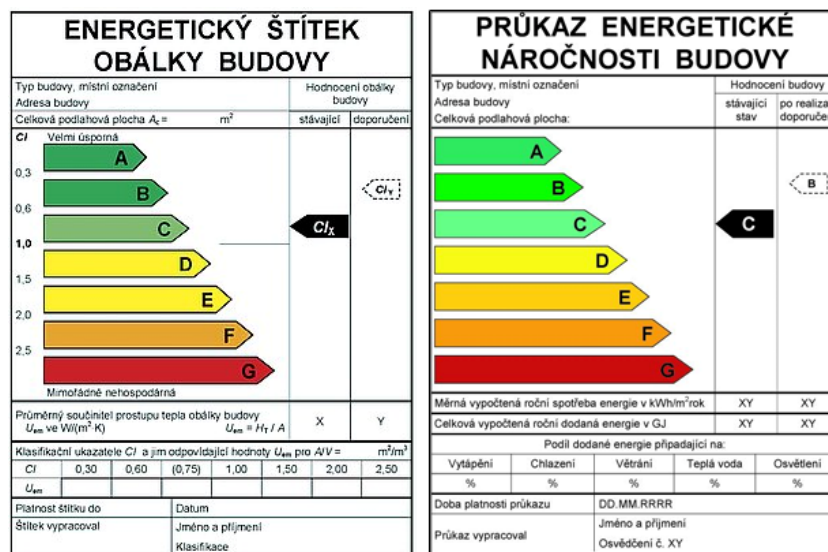 ENERGETICKÝ ŠTÍTEK
OBÁLKY BUDOVY
Typ budovy, místní označení
Adresa budovy
Hodnocení obálky
budovy
Celková podlahová plocha Ac = m²
stávající
doporučení
CI
Velmi úsporná
A
0,3
B
CIY
0,6
C
CIX
1,0
D
1,5
E
2,0
F
2,5
G
Mimořádně nehospodárná
Průměrný součinitel prostupu tepla obálky budovy
Uem ve W/(m²·K) Uem = HT / A
X
Y
Klasifikační ukazatele CI a jim odpovídající hodnoty Uem pro A/V = m²/m³
CI 0,30 0,60 (0,75) 1,00 1,50 2,00 2,50
Uem
Platnost štítku do
Datum
Štítek vypracoval
Jméno a příjmení
Klasifikace
PRŮKAZ ENERGETICKÉ
NÁROČNOSTI BUDOVY
Typ budovy, místní označení
Adresa budovy
Celková podlahová plocha:
Hodnocení budovy
stávající
stav
po realiza
doporuče
A
B
B
C
C
D
E
F
G
Měrná vypočtená roční spotřeba energie v kWh/m²rok XY XY
Celková vypočtená roční dodaná energie v GJ XY XY
Podíl dodané energie připadající na:
Vytápění Chlazení Větrání Teplá voda Osvětlení
% % % % %
Doba platnosti průkazu
DD.MM.RRRR
Průkaz vypracoval
Jméno a příjmení
Osvědčení č. XY